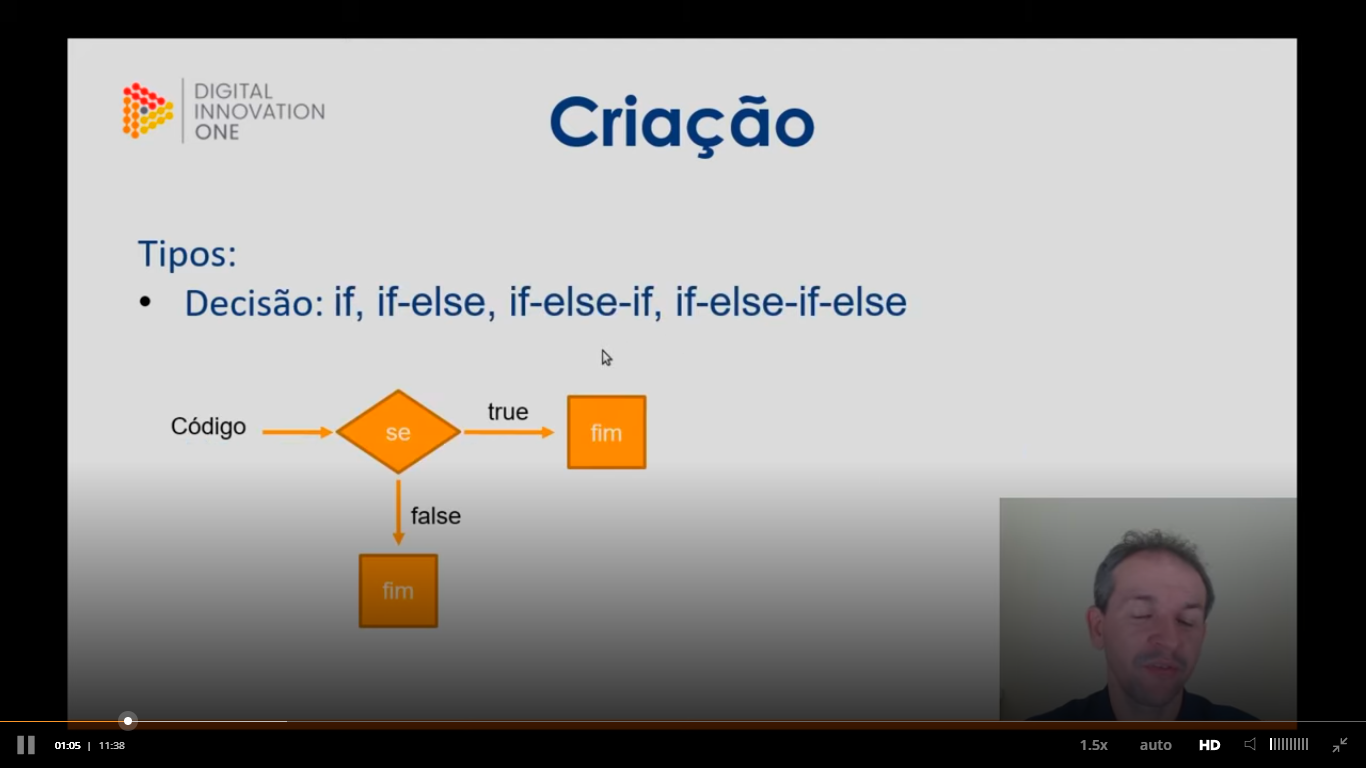 DIGITAL
INNOVATION
ONE
Criação
Tipos:
• Decisão: if, if-else, if-else-if, if-else-if-else
Código
se
true
fim
false
fim
01:05 | 11:38
1.5x
auto
HD